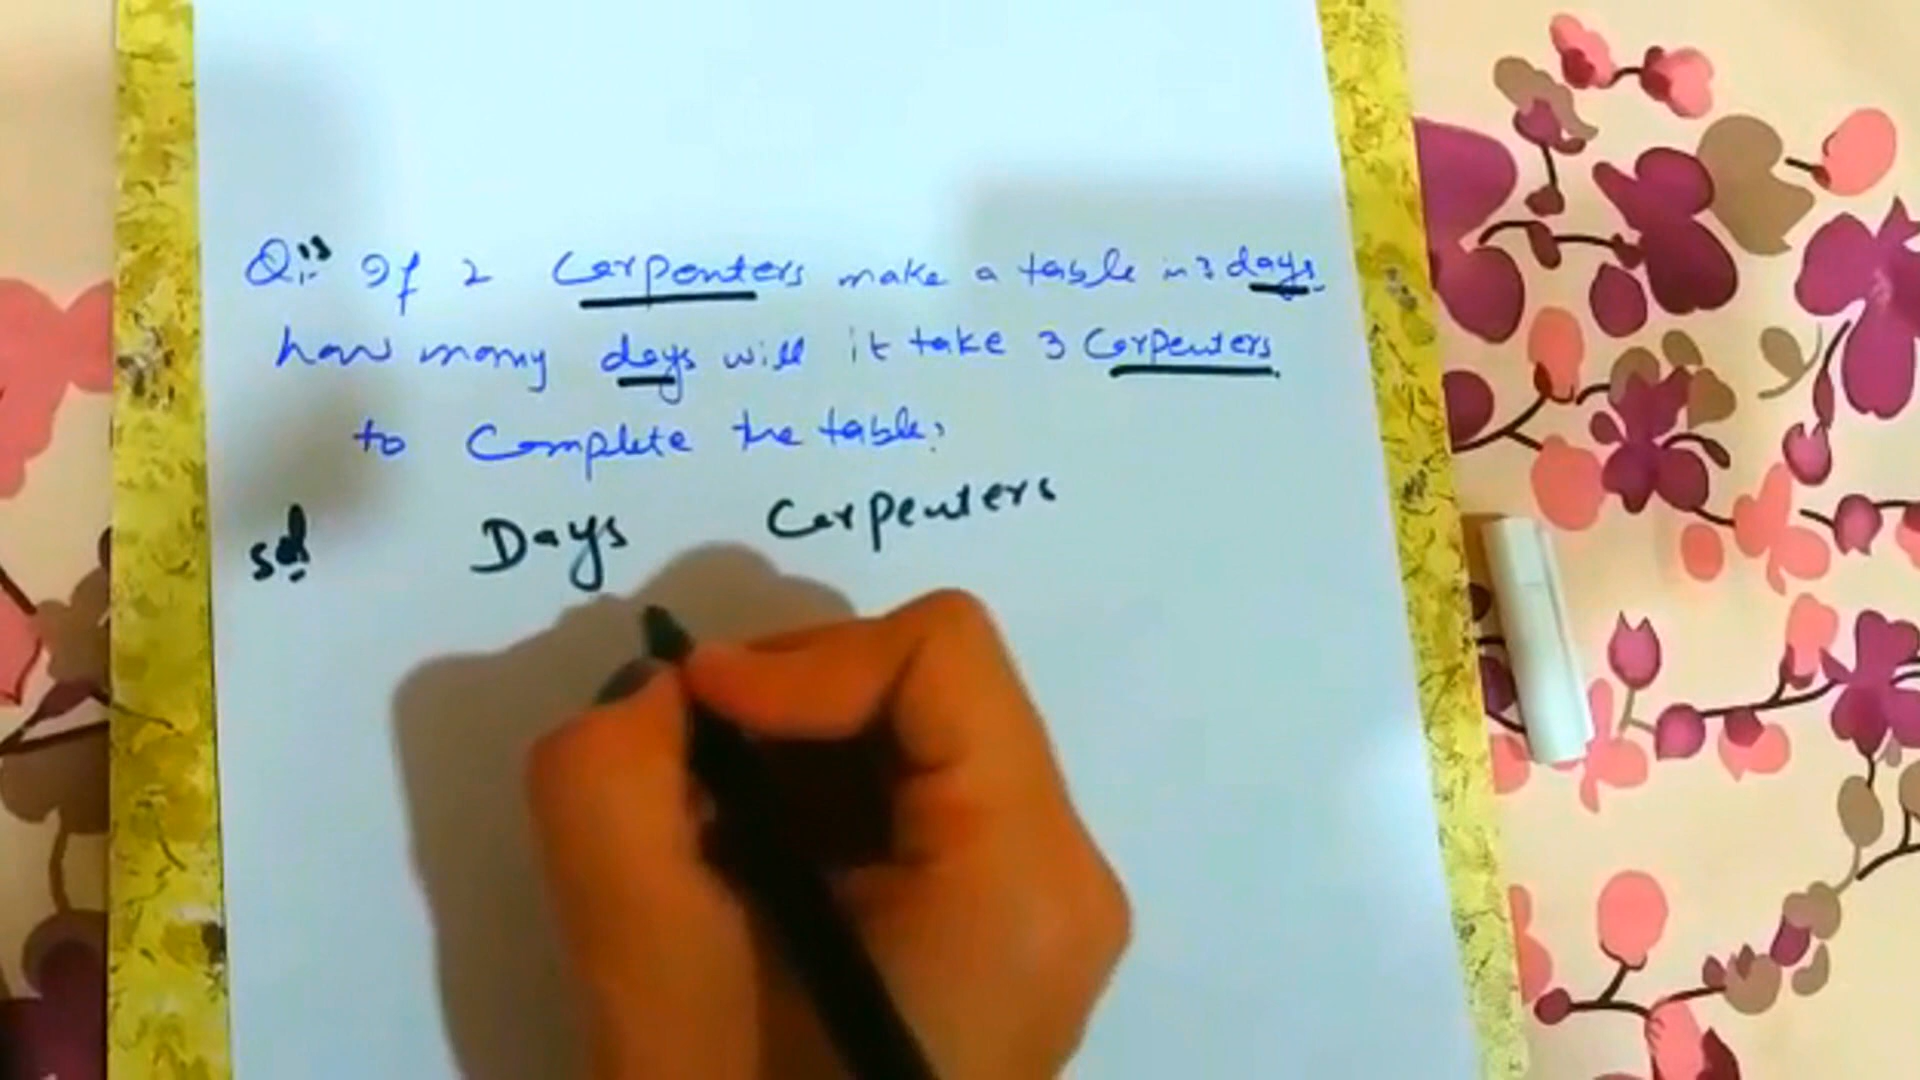 Q:13 If 2 Carpenters make a table in 3 days.
how many days will it take 3 Carpenters
to Complete the table?
Sol Days Carpenters